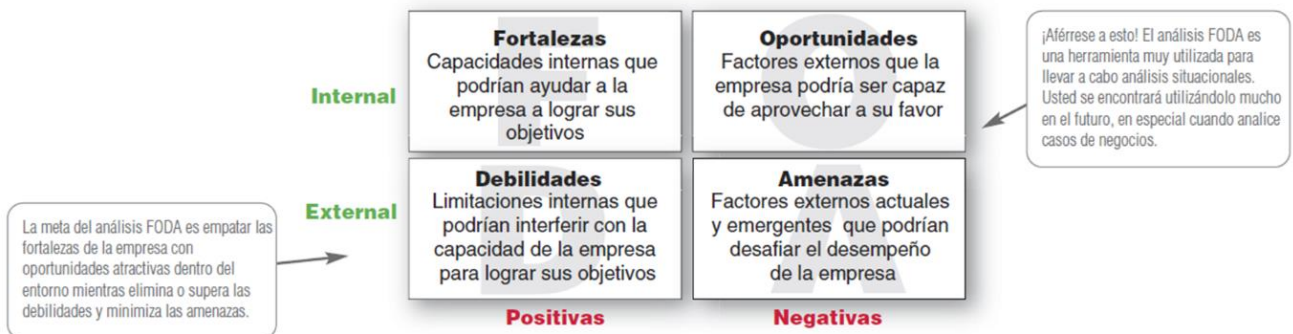 Fortalezas
Capacidades internas que
podrían ayudar a la
empresa a lograr sus
objetivos
Oportunidades
Factores externos que la
empresa podría ser capaz
de aprovechar a su favor
¡Aférrese a esto! El análisis FODA es
una herramienta muy utilizada para
llevar a cabo análisis situacionales.
Usted se encontrará utilizándolo mucho
en el futuro, en especial cuando analice
casos de negocios.
Internal
F
O
Debilidades
Limitaciones internas que
podrían interferir con la
capacidad de la empresa
para lograr sus objetivos
Amenazas
Factores externos actuales
y emergentes que podrían
desafiar el desempeño
de la empresa
External
D
A
La meta del análisis FODA es empatar las
fortalezas de la empresa con
oportunidades atractivas dentro del
entorno mientras elimina o supera las
debilidades y minimiza las amenazas.
Positivas
Negativas